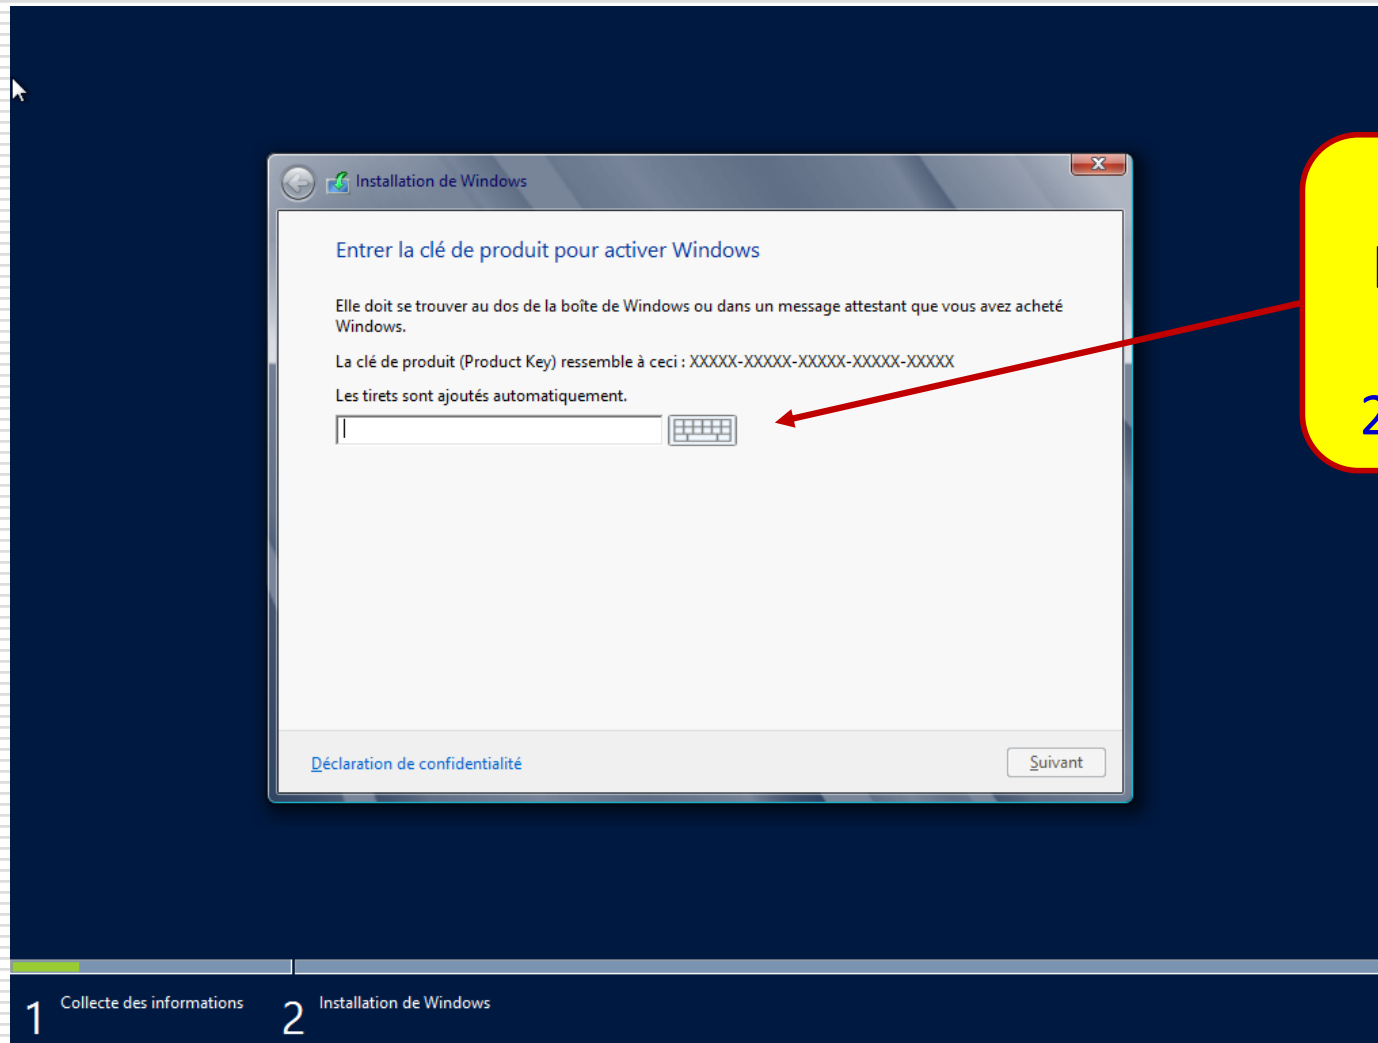 Installation de Windows
Entrer la clé de produit pour activer Windows
Elle doit se trouver au dos de la boîte de Windows ou dans un message attestant que vous avez acheté
Windows.
La clé de produit (Product Key) ressemble à ceci : XXXXX-XXXXX-XXXXX-XXXXX-XXXXX
Les tirets sont ajoutés automatiquement.
Déclaration de confidentialité
Suivant
1 Collecte des informations 2 Installation de Windows